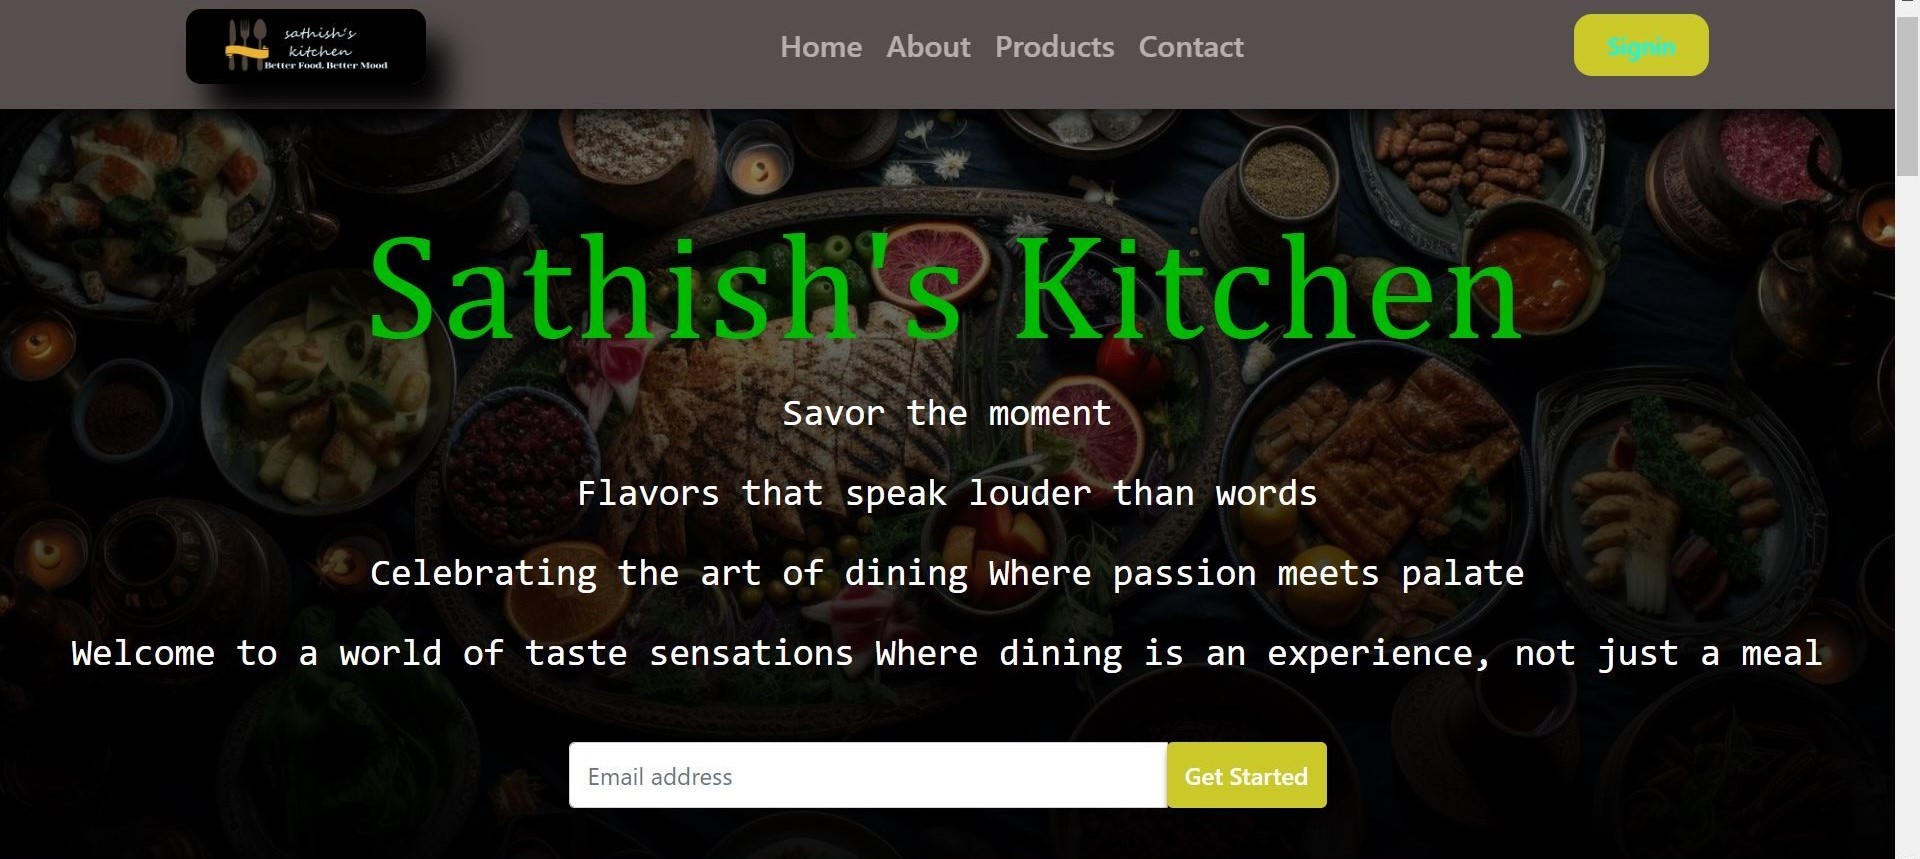 sathish's
kitchen
Better Food. Better Mood
Home About Products Contact
Signin
Sathish's Kitchen
Savor the moment
Flavors that speak louder than words
Celebrating the art of dining Where passion meets palate
Welcome to a world of taste sensations Where dining is an experience, not just a meal
Email address
Get Started